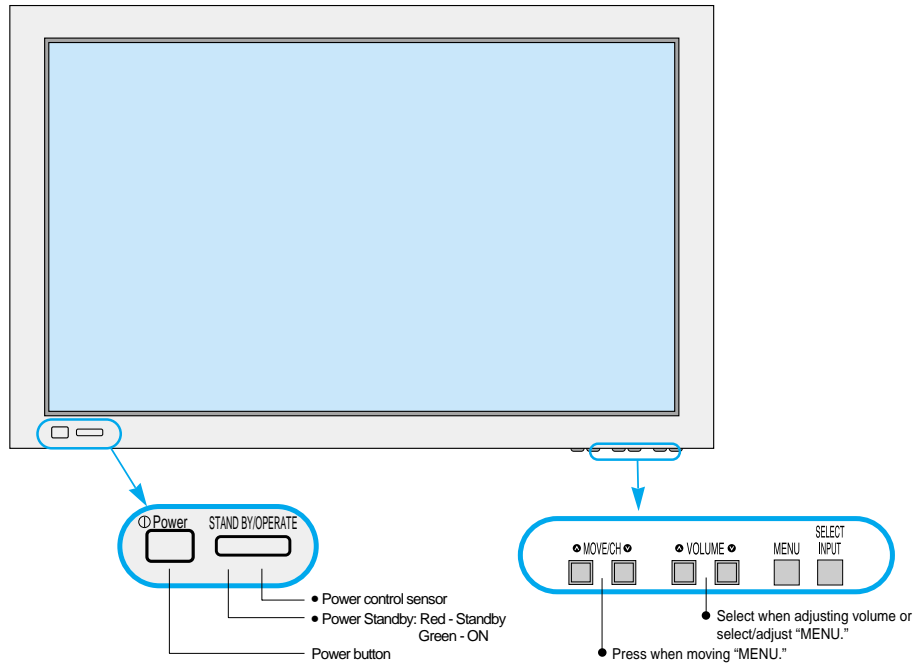 ⏼ Power
STAND BY/OPERATE
• Power control sensor
• Power Standby: Red - Standby
Green - ON
Power button
MOVE/CH
VOLUME
MENU
SELECT
INPUT
• Select when adjusting volume or
select/adjust “MENU.”
• Press when moving “MENU.”